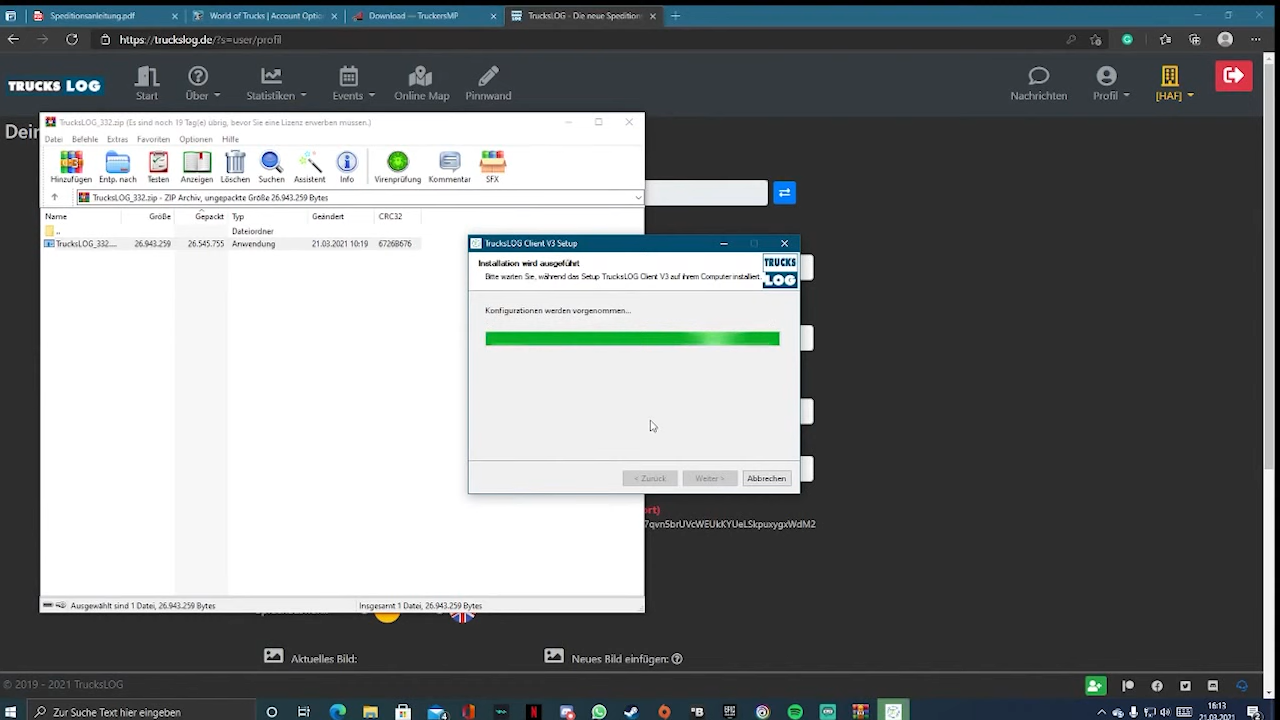 Speditionsanleitung.pdf
World of Trucks | Account Optio
Download — TruckersMP
TrucksLOG - Die neue Spedition
https://truckslog.de/?s=user/profil
TRUCKS LOG
Start
Über
Statistiken
Events
Online Map
Pinnwand
Nachrichten
Profil
[HAF]
Dein
TrucksLOG_332.zip (Es sind noch 19 Tag(e) übrig, bevor Sie eine Lizenz erwerben müssen.)
Datei Befehle Extras Favoriten Optionen Hilfe
Hinzufügen Entp. nach Testen Anzeigen Löschen Suchen Assistent Info Virenprüfung Kommentar SFX
TrucksLOG_332.zip - ZIP Archiv, ungepackte Größe 26.943.259 Bytes
Name Größe Gepackt Typ Geändert CRC32
.. Dateiordner
TrucksLOG_332.... 26.943.259 26.545.755 Anwendung 21.03.2021 10:19 6726B676
TrucksLOG Client V3 Setup
Installation wird ausgeführt
Bitte warten Sie, während das Setup TrucksLOG Client V3 auf ihrem Computer installiert.
TRUCKS
LOG
Konfigurationen werden vorgenommen...
< Zurück Weiter > Abbrechen
ort)
7qvn5brUVcWEUkKYUeLSkpuxygxWdM2
Ausgewählt sind 1 Datei, 26.943.259 Bytes
Insgesamt 1 Datei, 26.943.259 Bytes
Aktuelles Bild:
Neues Bild einfügen:
© 2019 - 2021 TrucksLOG
Zur Suche Text hier eingeben
16:13
21.03.2021